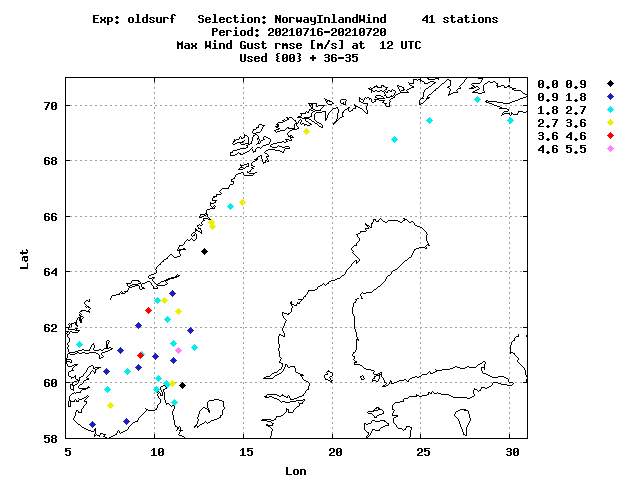 Exp: oldsurf Selection: NorwayInlandWind 41 stations
Period: 20210716-20210720
Max Wind Gust rmse [m/s] at 12 UTC
Used {00} + 36-35
0.0 0.9
0.9 1.8
1.8 2.7
2.7 3.6
3.6 4.6
4.6 5.5
70
68
66
64
62
60
58
Lat
5 10 15 20 25 30
Lon